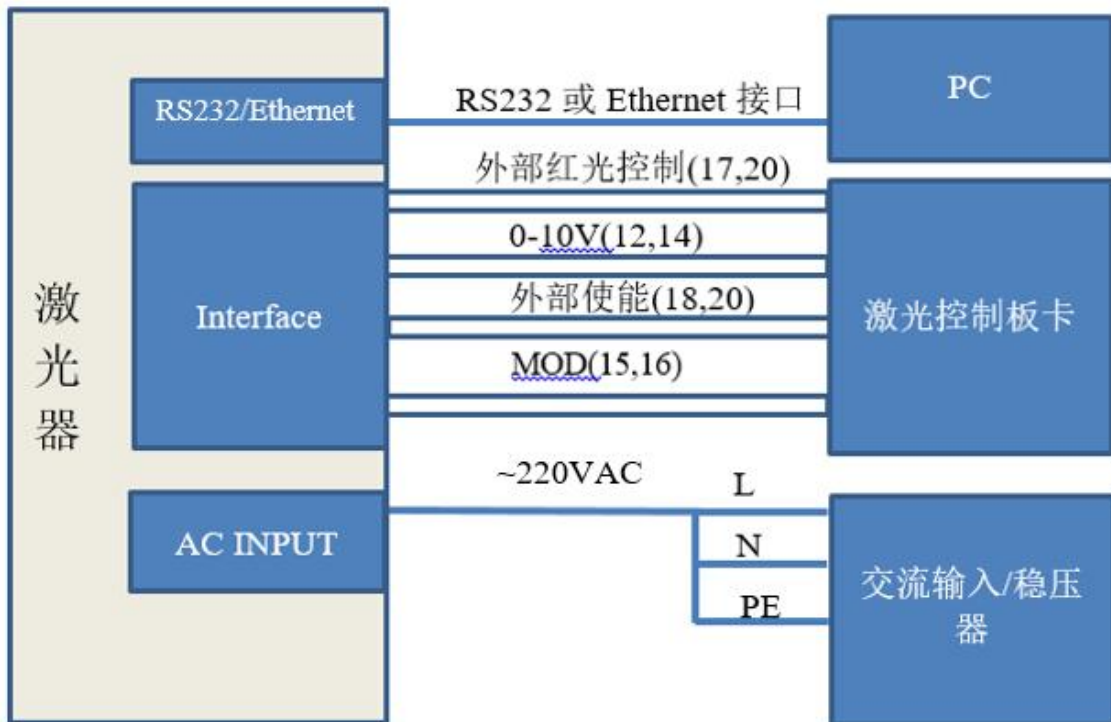 RS232/Ethernet
RS232 或 Ethernet 接口
PC
外部红光控制(17,20)
0-10V(12,14)
外部使能(18,20)
MOD(15,16)
激光器
Interface
激光控制板卡
~220VAC
L
N
PE
AC INPUT
交流输入/稳压
器